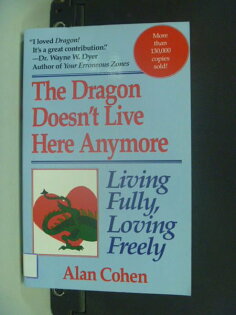 "I loved Dragon!
It's a great contribution."
—Dr. Wayne W. Dyer
Author of Your Erroneous Zones
More
than
130,000
copies
sold!
The Dragon
Doesn't Live
Here Anymore
Living
Fully,
Loving
Freely
Alan Cohen